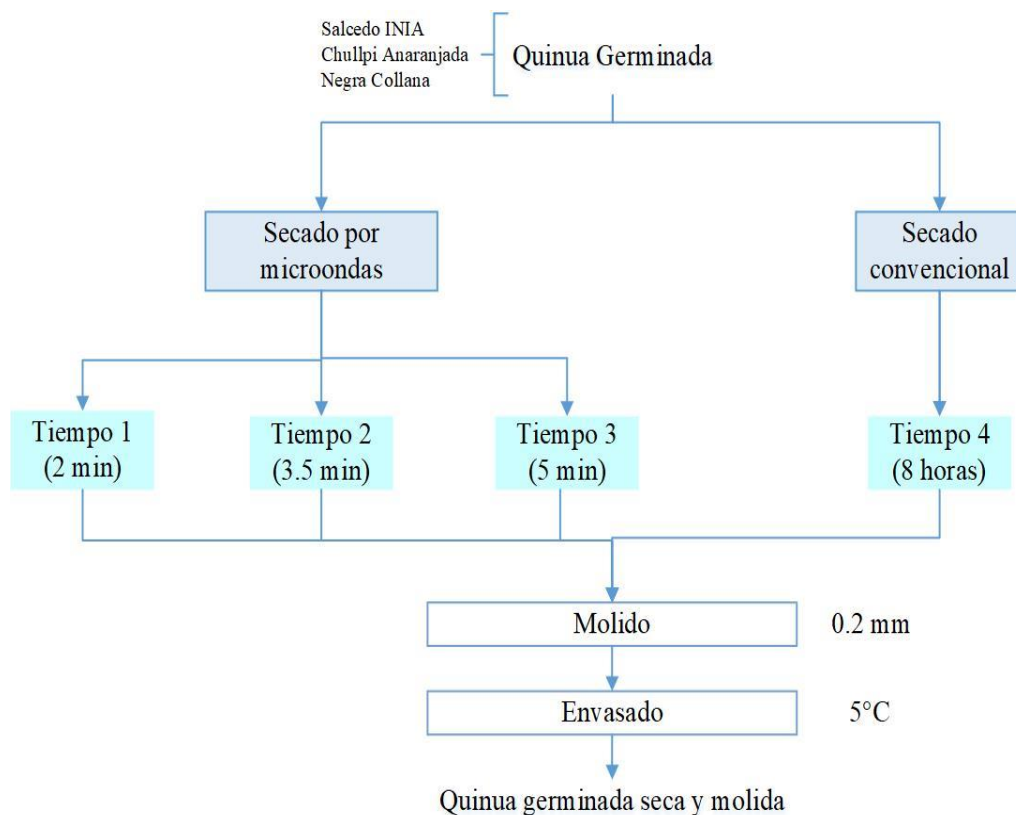 Salcedo INIA
Chullpi Anaranjada
Negra Collana
Quinua Germinada
Secado por
microondas
Secado
convencional
Tiempo 1
(2 min)
Tiempo 2
(3.5 min)
Tiempo 3
(5 min)
Tiempo 4
(8 horas)
Molido
0.2 mm
Envasado
5°C
Quinua germinada seca y molida